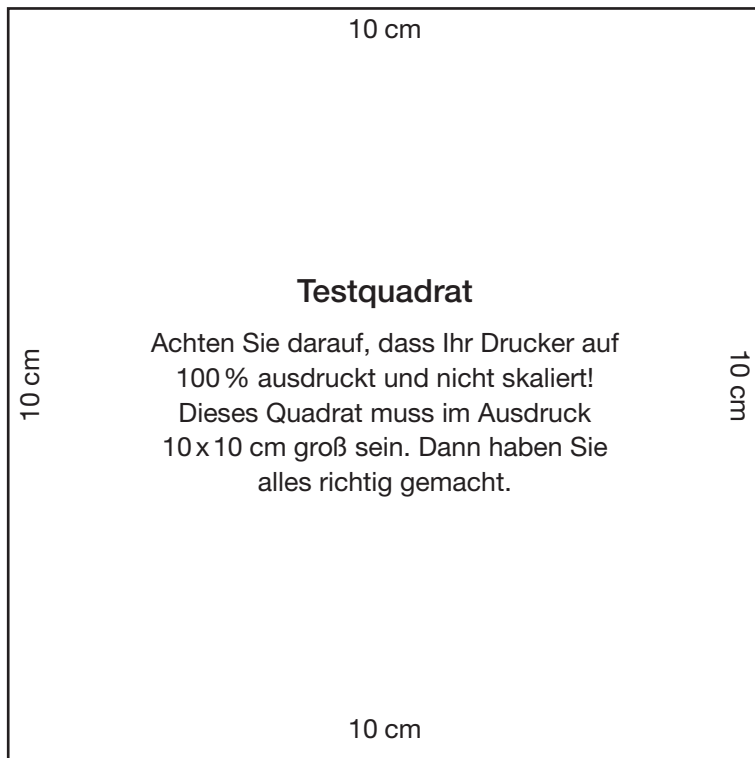 10 cm
Testquadrat
Achten Sie darauf, dass Ihr Drucker auf
100 % ausdruckt und nicht skaliert!
Dieses Quadrat muss im Ausdruck
10 x 10 cm groß sein. Dann haben Sie
alles richtig gemacht.
10 cm
10 cm
10 cm